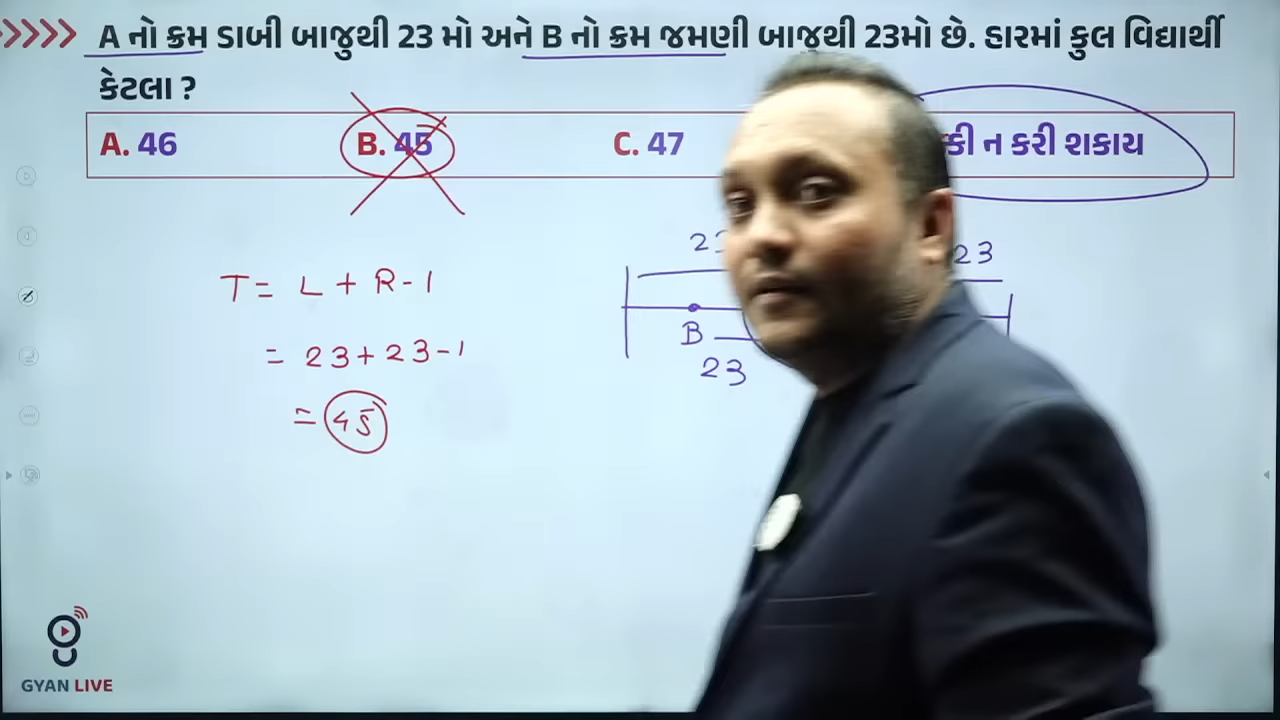 A નો ક્રમ ડાબી બાજુથી 23 મો અને B નો ક્રમ જમણી બાજુથી 23મો છે. હારમાં કુલ વિદ્યાર્થી
કેટલા ?
A. 46 B. 45 C. 47 ન કરી શકાય
T = L + R - 1
= 23 + 23 - 1
= 45
23
B
23
GYAN LIVE